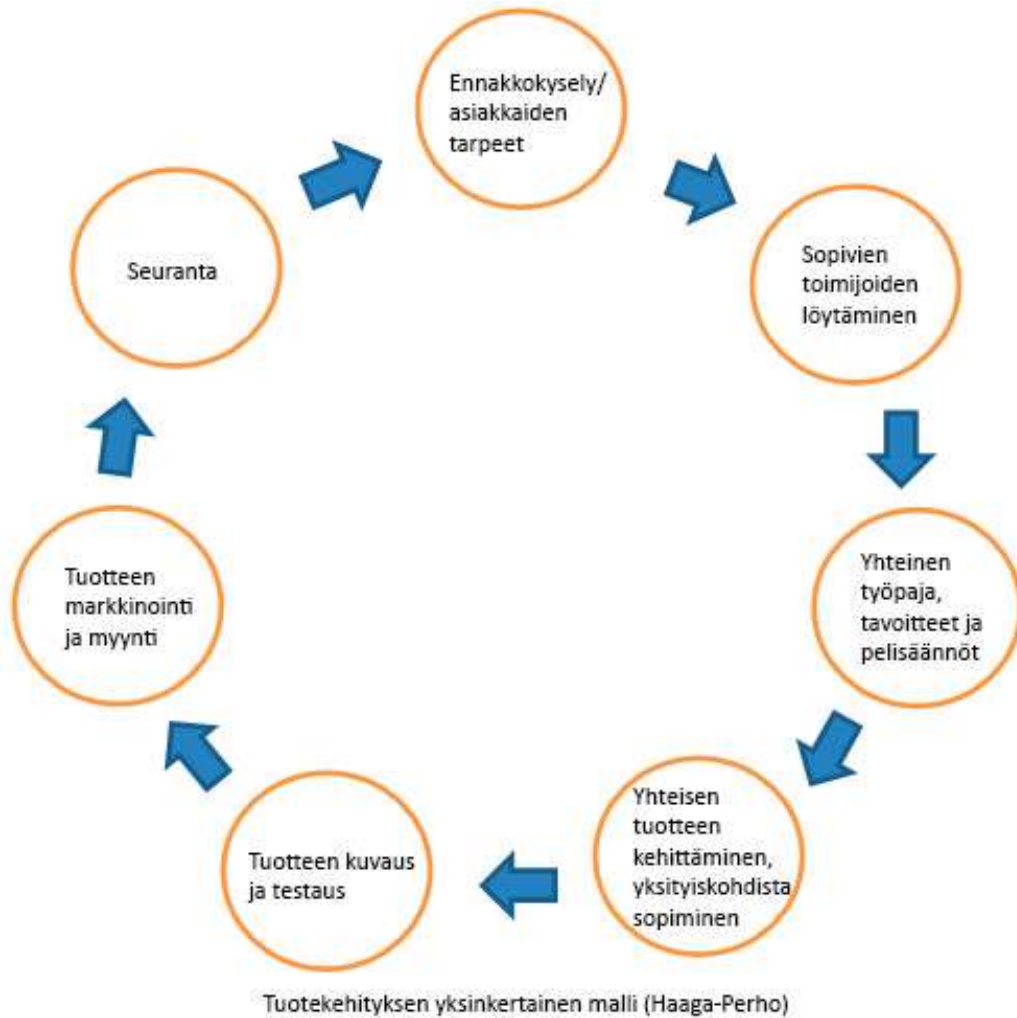 Ennakkokysely/
asiakkaiden
tarpeet
Sopivien
toimijoiden
löytäminen
Yhteinen
työpaja,
tavoitteet ja
pelisäännöt
Yhteisen
tuotteen
kehittäminen,
yksityiskohdista
sopiminen
Tuotteen kuvaus
ja testaus
Tuotteen
markkinointi
ja myynti
Seuranta
Tuotekehityksen yksinkertainen malli (Haaga-Perho)